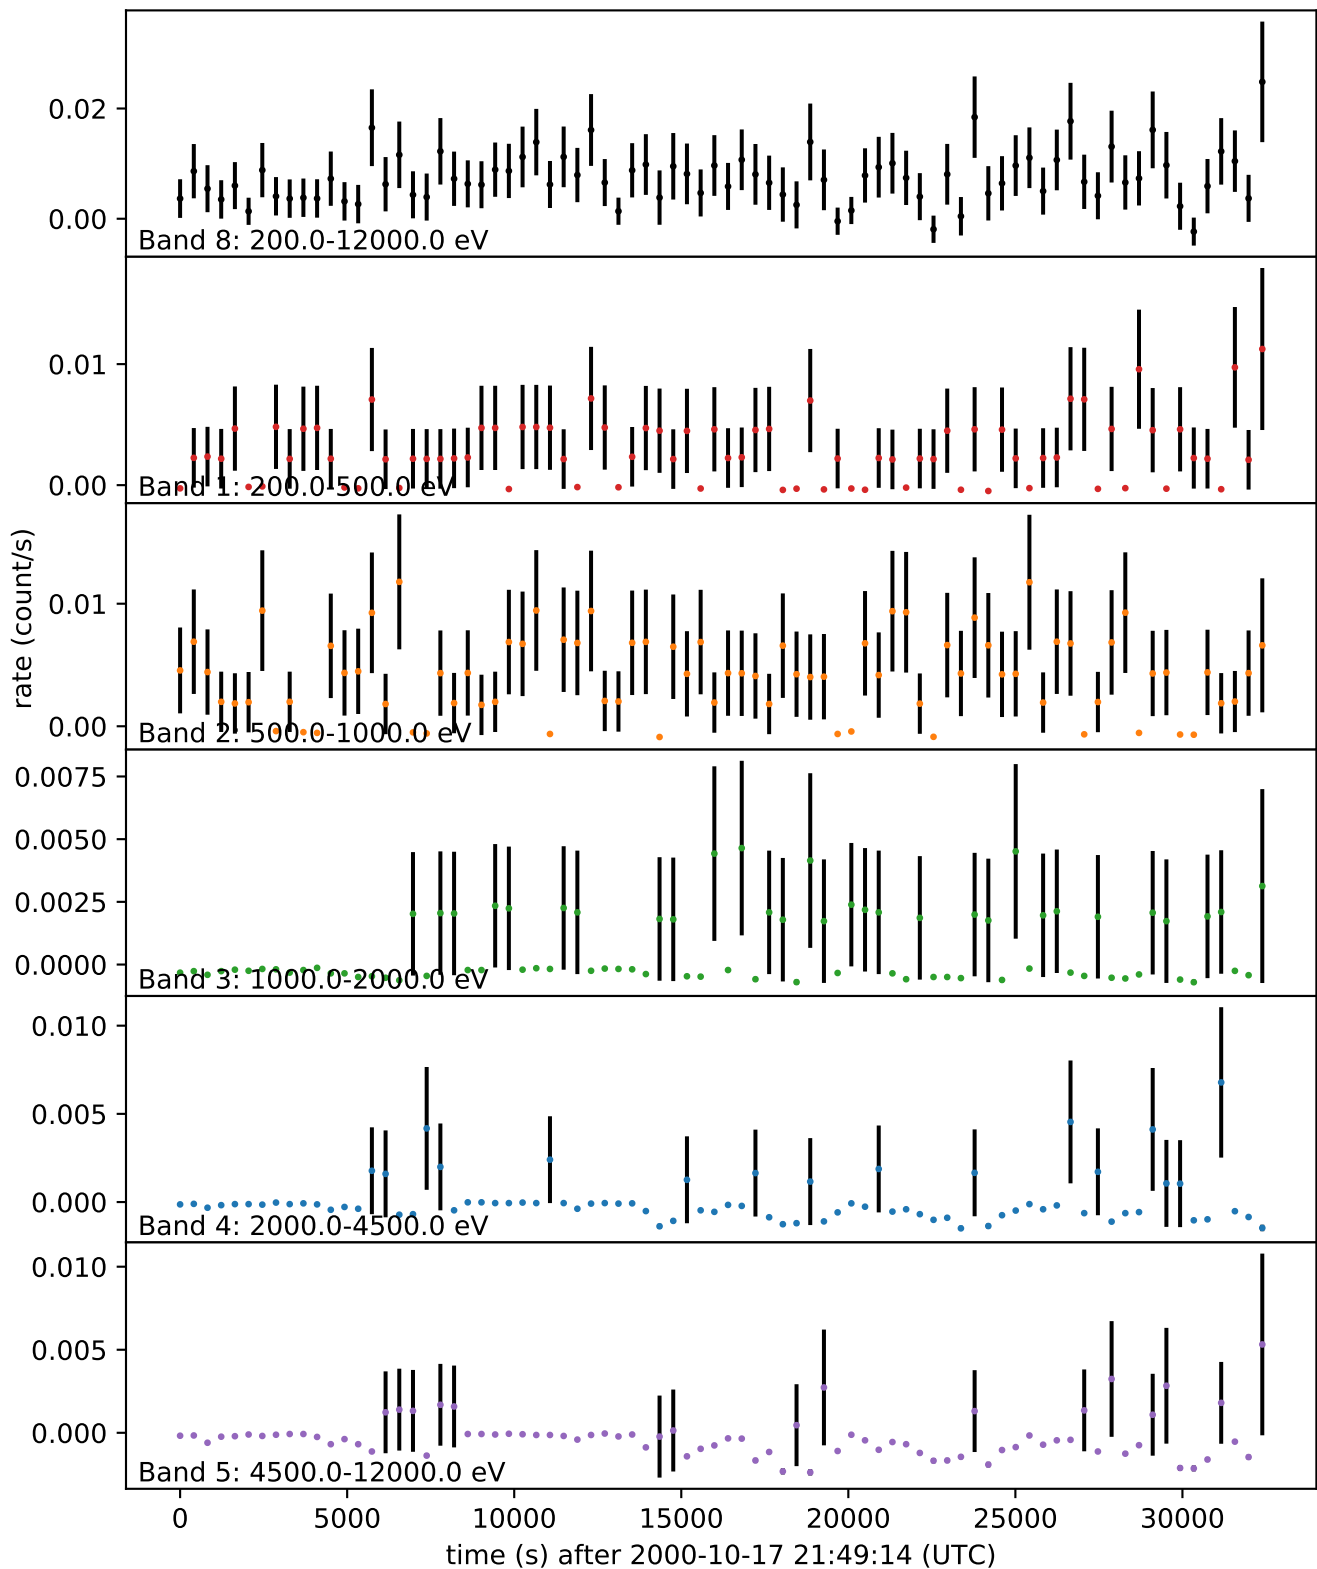 0.02
0.00
Band 8: 200.0-12000.0 eV
0.01
0.00
Band 1: 200.0-500.0 eV
rate (count/s)
0.01
0.00
Band 2: 500.0-1000.0 eV
0.0075
0.0050
0.0025
0.0000
Band 3: 1000.0-2000.0 eV
0.010
0.005
0.000
Band 4: 2000.0-4500.0 eV
0.010
0.005
0.000
Band 5: 4500.0-12000.0 eV
0 5000 10000 15000 20000 25000 30000
time (s) after 2000-10-17 21:49:14 (UTC)